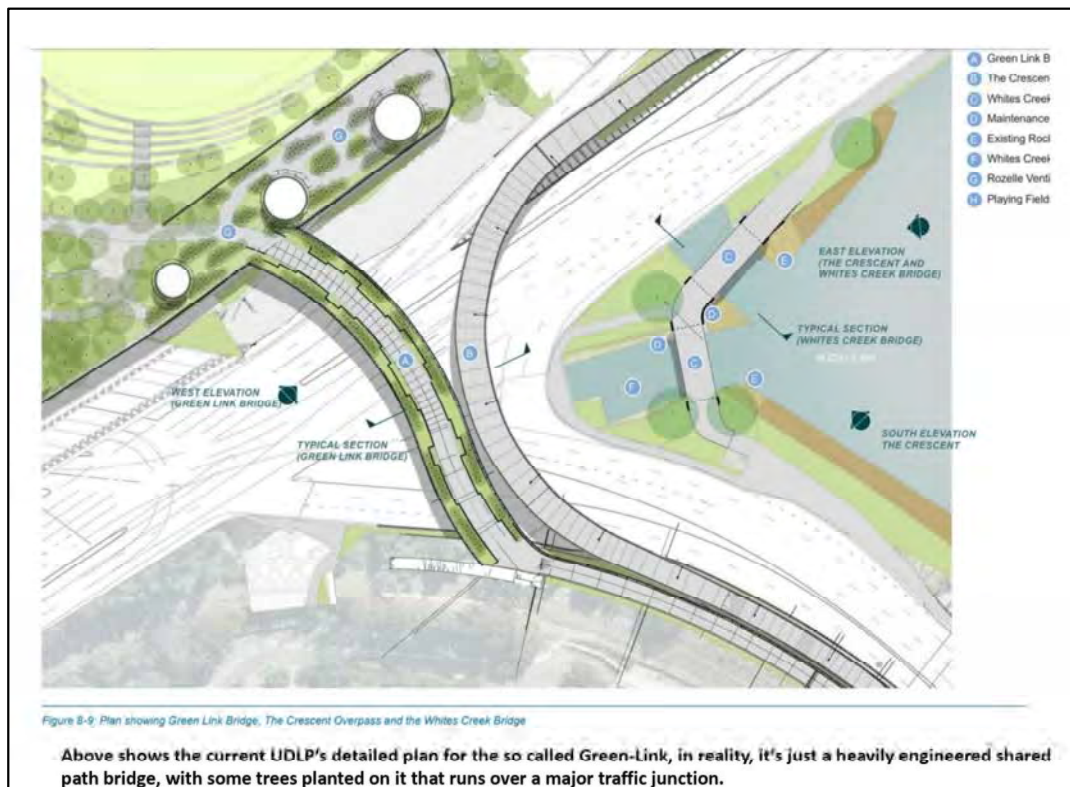 A Green Link B
B The Crescen
D Whites Creek
D Maintenance
E Existing Rocl
F Whites Creek
G Rozelle Venti
H Playing Field
G
G
EAST ELEVATION
(THE CRESCENT AND
WHITES CREEK BRIDGE)
C
E
D
TYPICAL SECTION
(WHITES CREEK BRIDGE)
D
A
B
C
E
F
WEST ELEVATION
(GREEN LINK BRIDGE)
SOUTH ELEVATION
THE CRESCENT
TYPICAL SECTION
(GREEN LINK BRIDGE)
Figure 8-9: Plan showing Green Link Bridge, The Crescent Overpass and the Whites Creek Bridge
Above shows the current UDLP's detailed plan for the so called Green-Link, in reality, it's just a heavily engineered shared
path bridge, with some trees planted on it that runs over a major traffic junction.